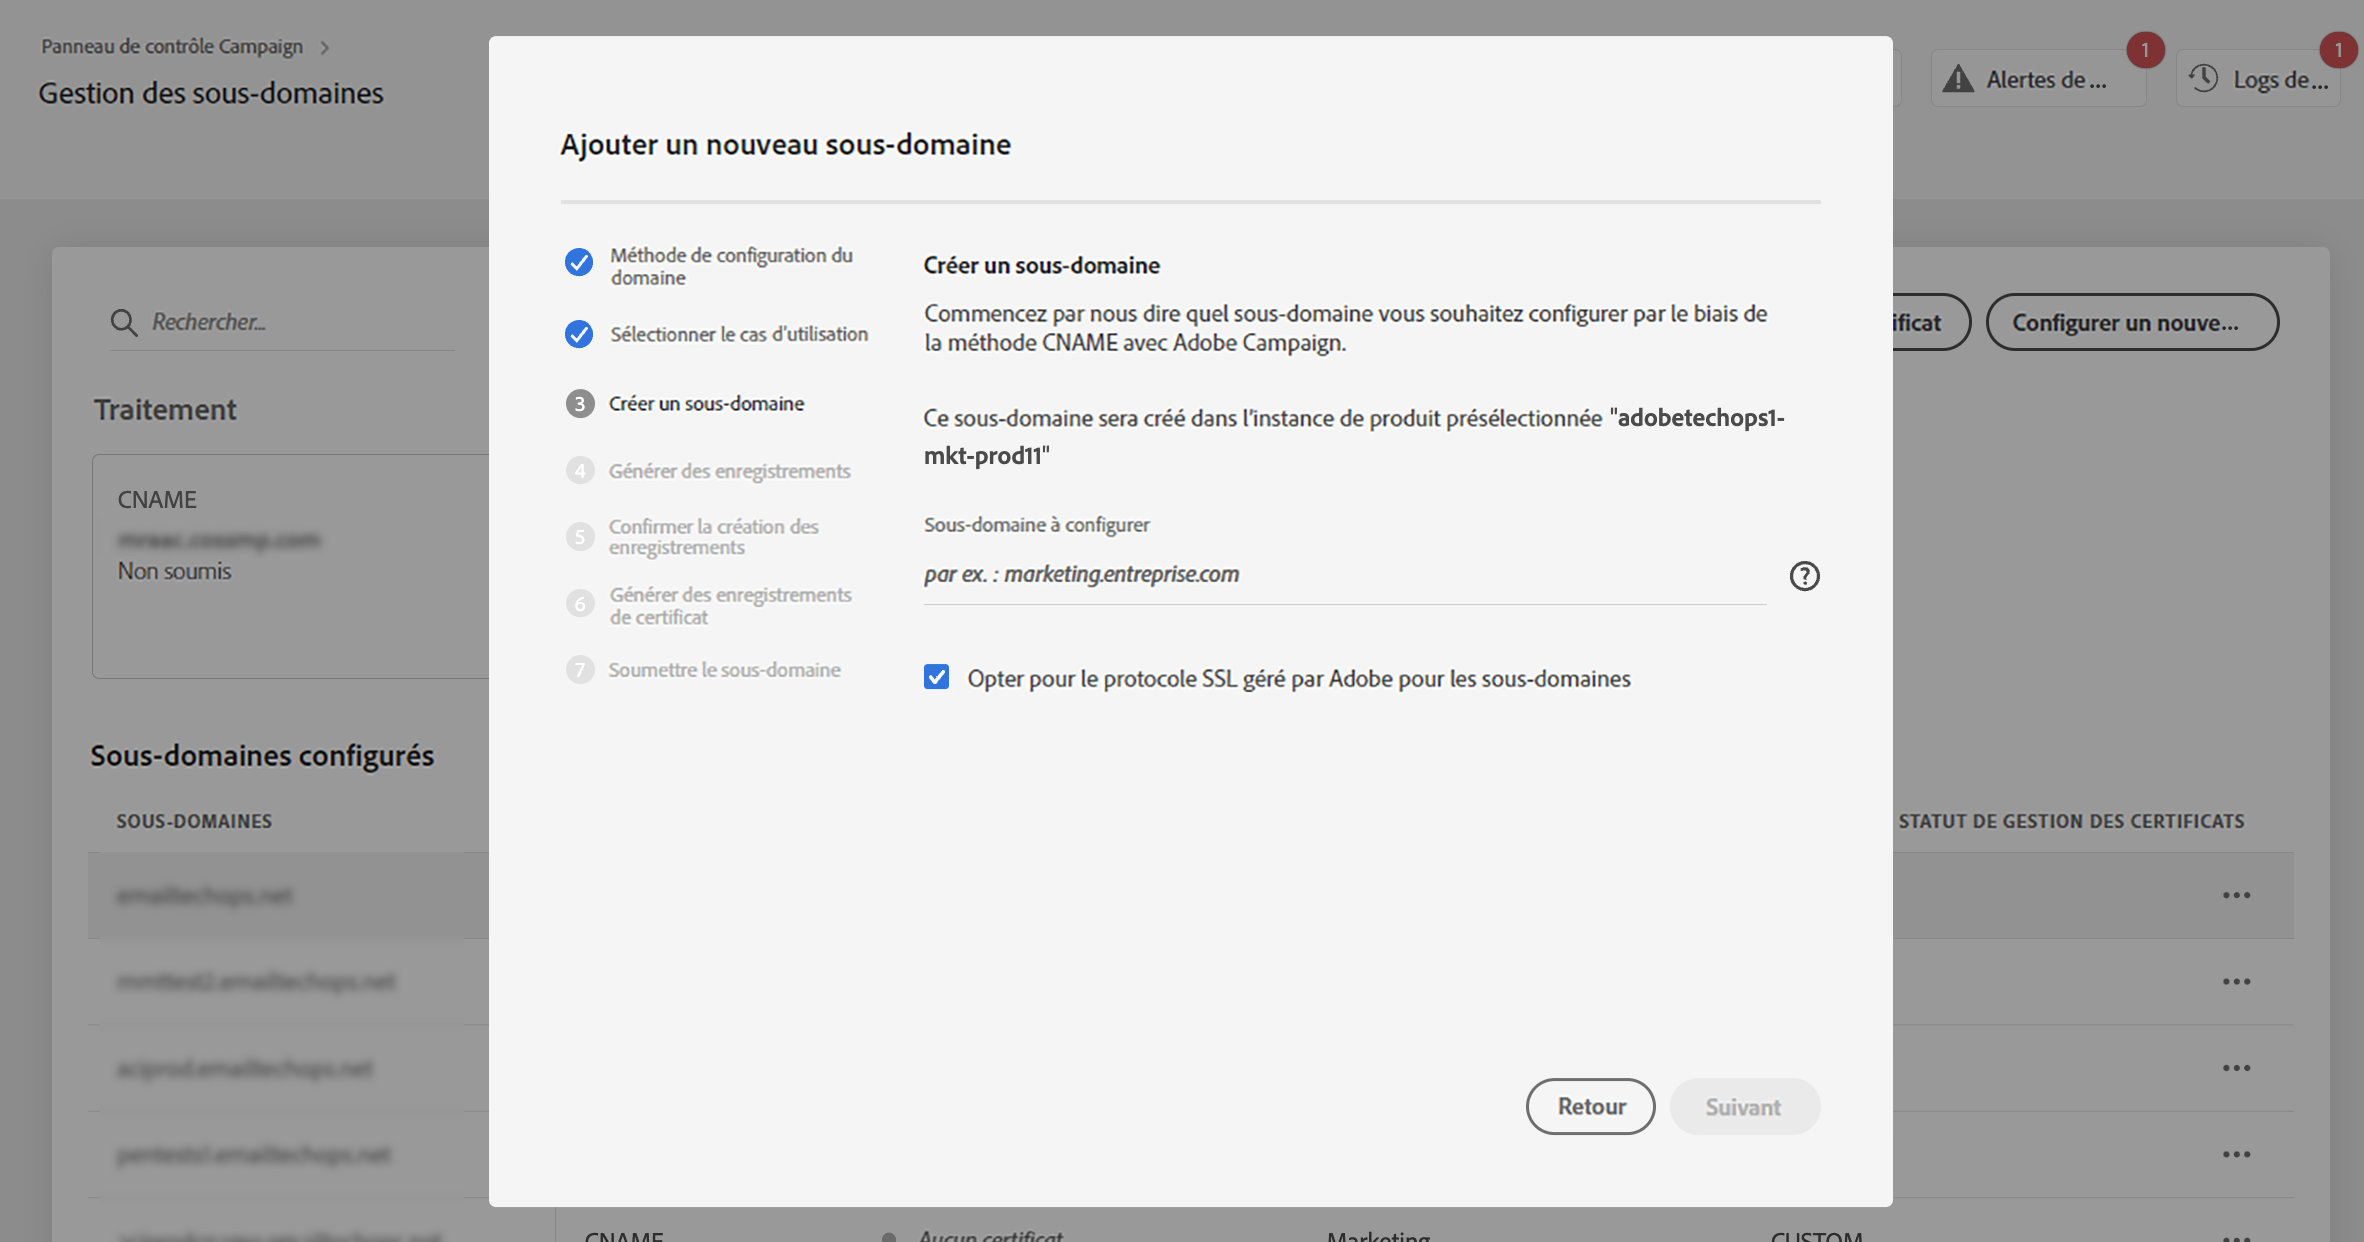 Panneau de contrôle Campaign
Gestion des sous-domaines
Alertes de ...
1
Logs de...
1
Rechercher...
ificat
Configurer un nouve...
Traitement
CNAME
Non soumis
Sous-domaines configurés
SOUS-DOMAINES
STATUT DE GESTION DES CERTIFICATS
Ajouter un nouveau sous-domaine
Méthode de configuration du
domaine
Sélectionner le cas d'utilisation
3 Créer un sous-domaine
4 Générer des enregistrements
5 Confirmer la création des
enregistrements
6 Générer des enregistrements
de certificat
7 Soumettre le sous-domaine
Créer un sous-domaine
Commencez par nous dire quel sous-domaine vous souhaitez configurer par le biais de
la méthode CNAME avec Adobe Campaign.
Ce sous-domaine sera créé dans l'instance de produit présélectionnée "adobetechops1-
mkt-prod11"
Sous-domaine à configurer
par ex. : marketing.entreprise.com
?
Opter pour le protocole SSL géré par Adobe pour les sous-domaines
Retour
Suivant
CNAME
Aucun certificat
Marketing
CUSTOM